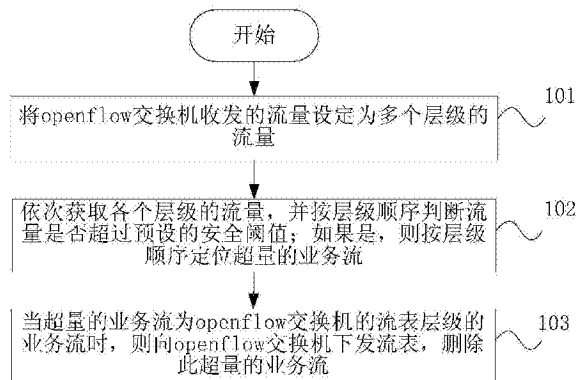 开始
将openflow交换机收发的流量设定为多个层级的
流量
101
依次获取各个层级的流量，并按层级顺序判断流
量是否超过预设的安全阈值；如果是，则按层级
顺序定位超量的业务流
102
当超量的业务流为openflow交换机的流表层级的
业务流时，则向openflow交换机下发流表，删除
此超量的业务流
103